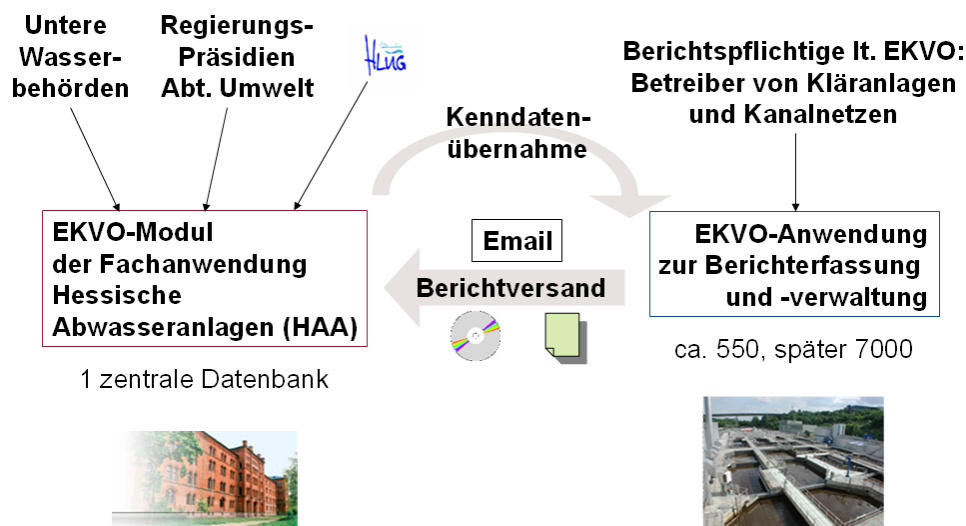 Untere
Wasser-
behörden
Regierungs-
Präsidien
Abt. Umwelt
HLUG
Berichtspflichtige lt. EKVO:
Betreiber von Kläranlagen
und Kanalnetzen
Kenndaten-
übernahme
EKVO-Modul
der Fachanwendung
Hessische
Abwasseranlagen (HAA)
Email
Berichtversand
EKVO-Anwendung
zur Berichterfassung
und -verwaltung
1 zentrale Datenbank
ca. 550, später 7000